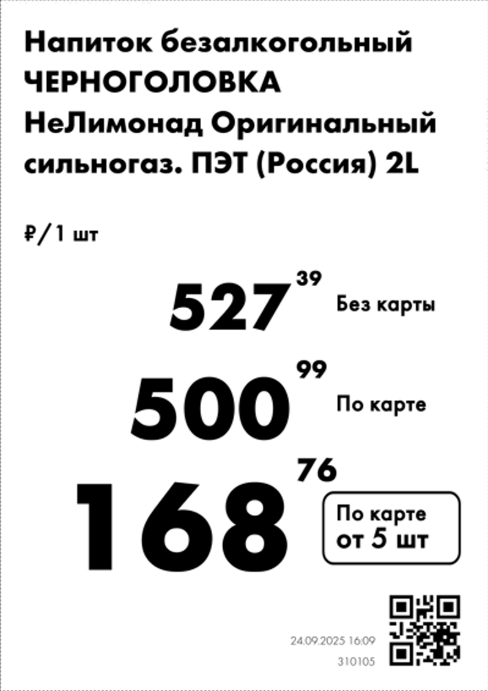 Напиток безалкогольный
ЧЕРНОГОЛОВКА
НеЛимонад Оригинальный
сильногаз. ПЭТ (Россия) 2L
₽/1 шт
527 39 Без карты
500 99 По карте
168 76 По карте
от 5 шт
24.09.2025 16:09
310105